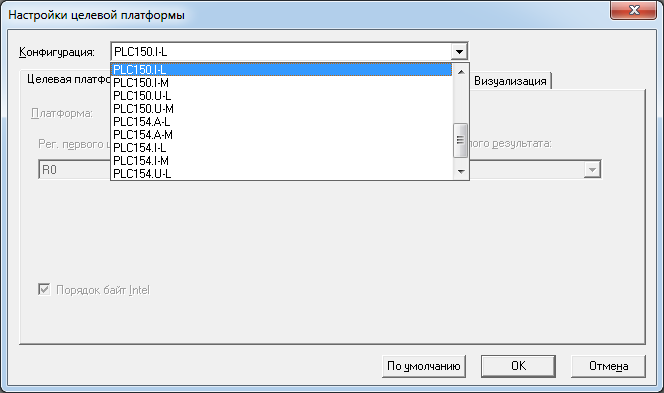 Настройки целевой платформы
Конфигурация: PLC150.I-L
PLC150.I-L
PLC150.I-M
PLC150.U-L
PLC150.U-M
PLC154.A-L
PLC154.A-M
PLC154.I-L
PLC154.I-M
PLC154.U-L
Целевая платфо Визуализация
Платформа:
Рег. первого результата:
R0
Порядок байт Intel
По умолчанию OK Отмена